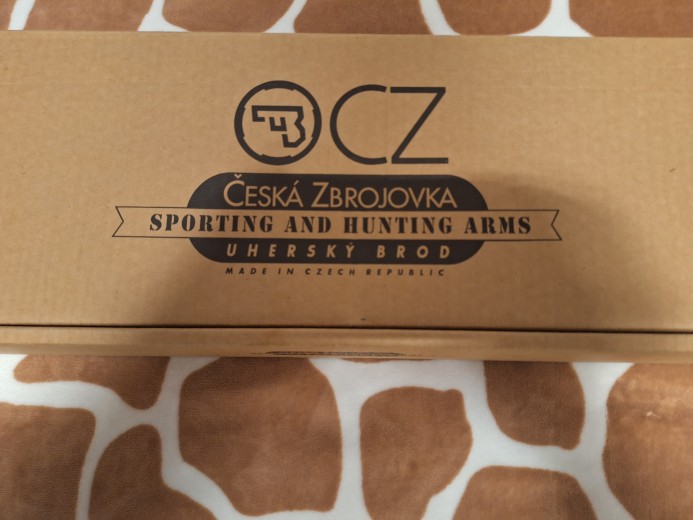 CZ
ČESKÁ ZBROJOVKA
SPORTING AND HUNTING ARMS
UHERSKÝ BROD
MADE IN CZECH REPUBLIC